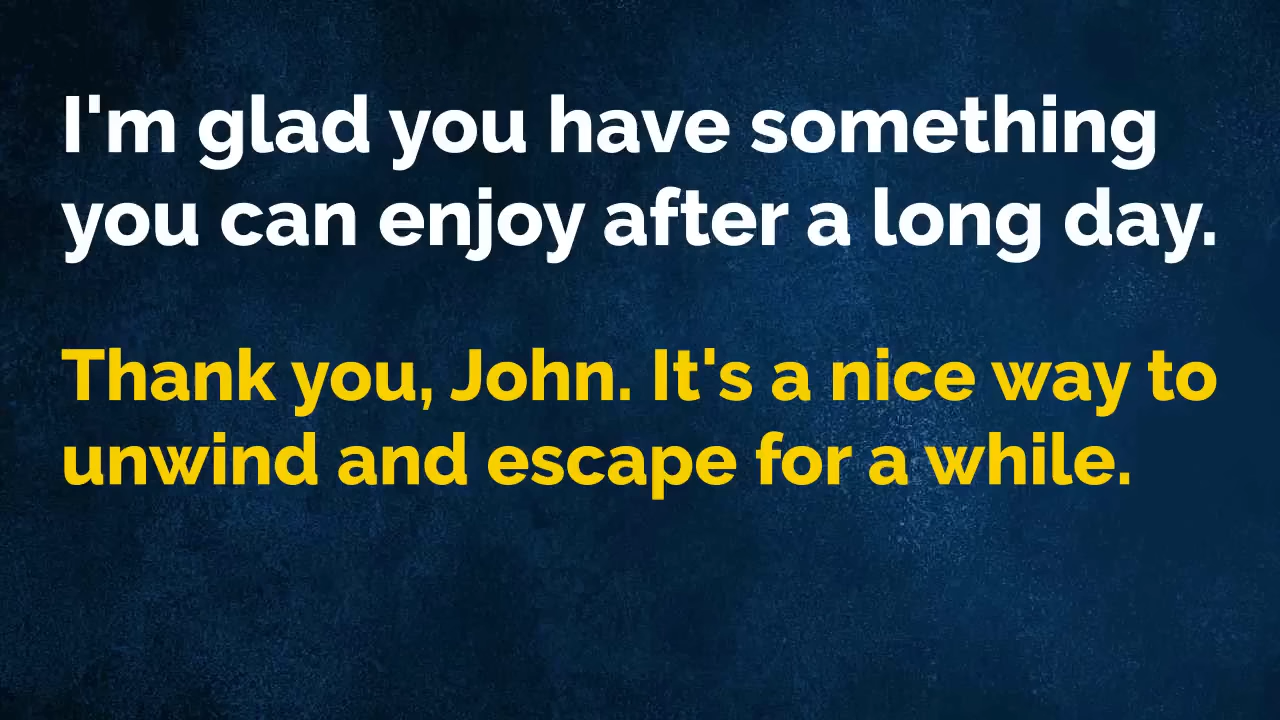 I'm glad you have something
you can enjoy after a long day.
Thank you, John. It's a nice way to
unwind and escape for a while.